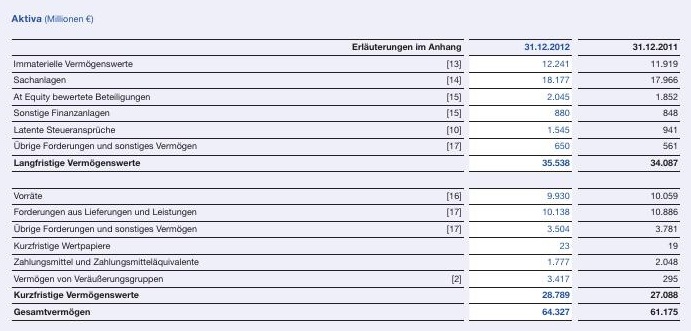 Aktiva (Millionen €)
Erläuterungen im Anhang 31.12.2012 31.12.2011
Immaterielle Vermögenswerte [13] 12.241 11.919
Sachanlagen [14] 18.177 17.966
At Equity bewertete Beteiligungen [15] 2.045 1.852
Sonstige Finanzanlagen [15] 880 848
Latente Steueransprüche [10] 1.545 941
Übrige Forderungen und sonstiges Vermögen [17] 650 561
Langfristige Vermögenswerte 35.538 34.087
Vorräte [16] 9.930 10.059
Forderungen aus Lieferungen und Leistungen [17] 10.138 10.886
Übrige Forderungen und sonstiges Vermögen [17] 3.504 3.781
Kurzfristige Wertpapiere 23 19
Zahlungsmittel und Zahlungsmitteläquivalente 1.777 2.048
Vermögen von Veräußerungsgruppen [2] 3.417 295
Kurzfristige Vermögenswerte 28.789 27.088
Gesamtvermögen 64.327 61.175